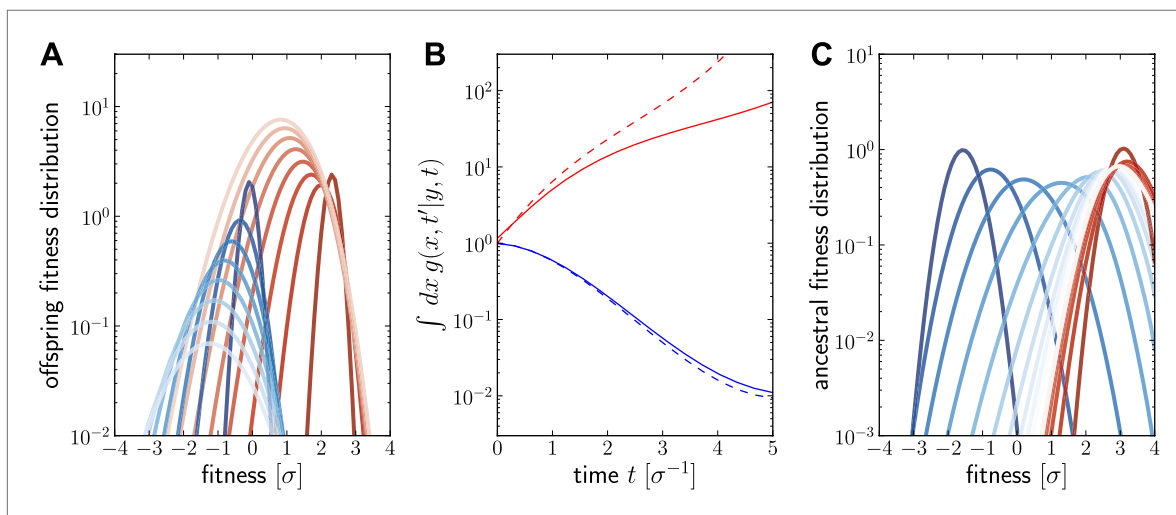 A
offspring fitness distribution
10^1
10^0
10^{-1}
10^{-2}
−4 −3 −2 −1 0 1 2 3 4
fitness [σ]
B
∫ dx g(x, t′|y, t)
10^2
10^1
10^0
10^{-1}
10^{-2}
0 1 2 3 4 5
time t [σ^{-1}]
C
ancestral fitness distribution
10^1
10^0
10^{-1}
10^{-2}
10^{-3}
−4 −3 −2 −1 0 1 2 3 4
fitness [σ]